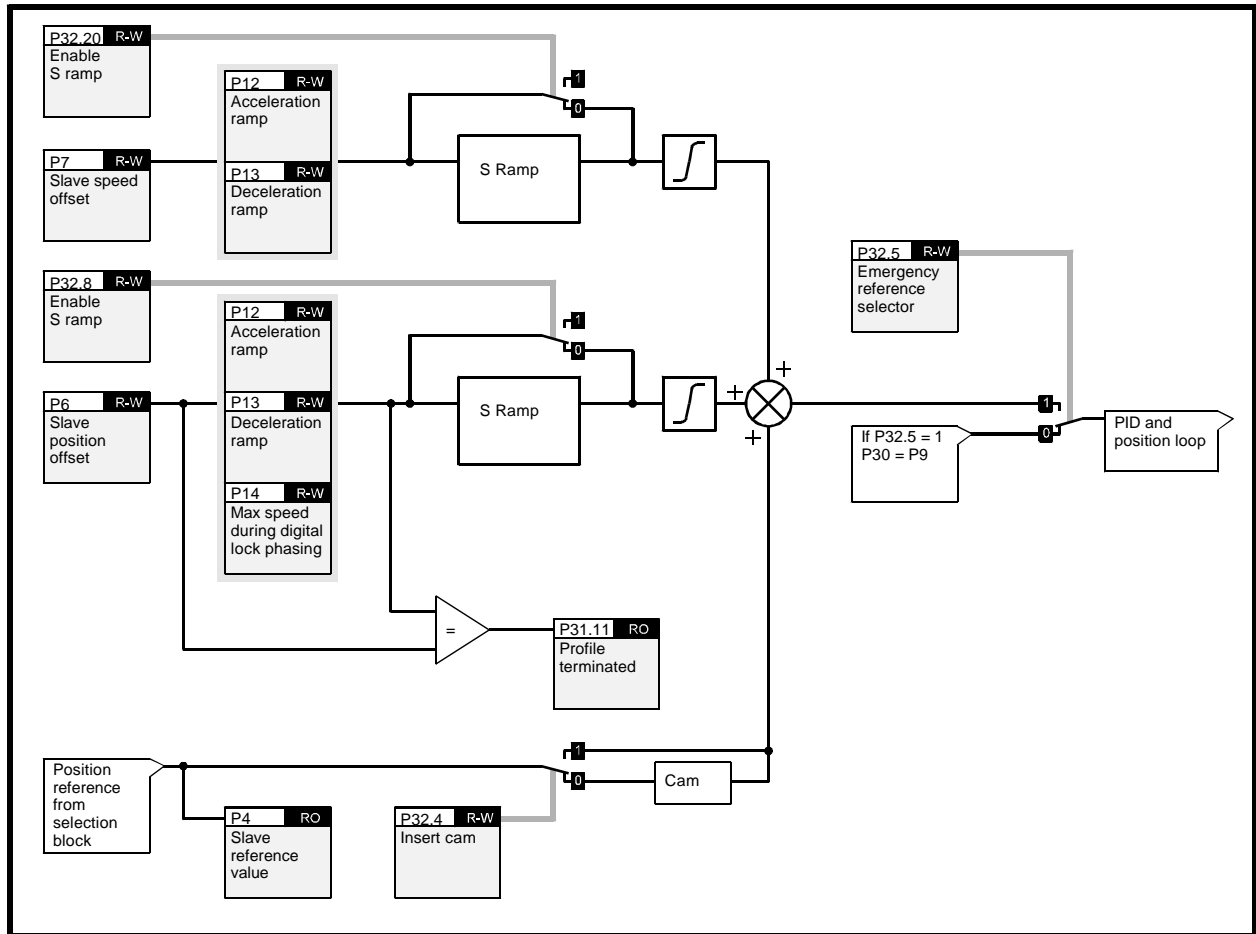 P32.20 R-W
Enable
S ramp
P12 R-W
Acceleration
ramp
P13 R-W
Deceleration
ramp
P7 R-W
Slave speed
offset
1
0
S Ramp
P32.8 R-W
Enable
S ramp
P12 R-W
Acceleration
ramp
P13 R-W
Deceleration
ramp
P14 R-W
Max speed
during digital
lock phasing
P6 R-W
Slave
position
offset
1
0
S Ramp
+
+
+
P32.5 R-W
Emergency
reference
selector
1
0
If P32.5 = 1
P30 = P9
PID and
position loop
=
P31.11 RO
Profile
terminated
Position
reference
from
selection
block
P4 RO
Slave
reference
value
P32.4 R-W
Insert cam
1
0
Cam